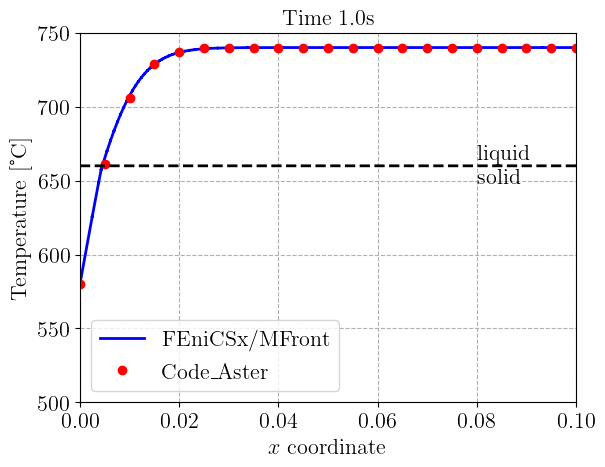 Time 1.0s
750
700
650
600
550
500
Temperature [°C]
liquid
solid
FEniCSx/MFront
Code_Aster
0.00 0.02 0.04 0.06 0.08 0.10
x coordinate